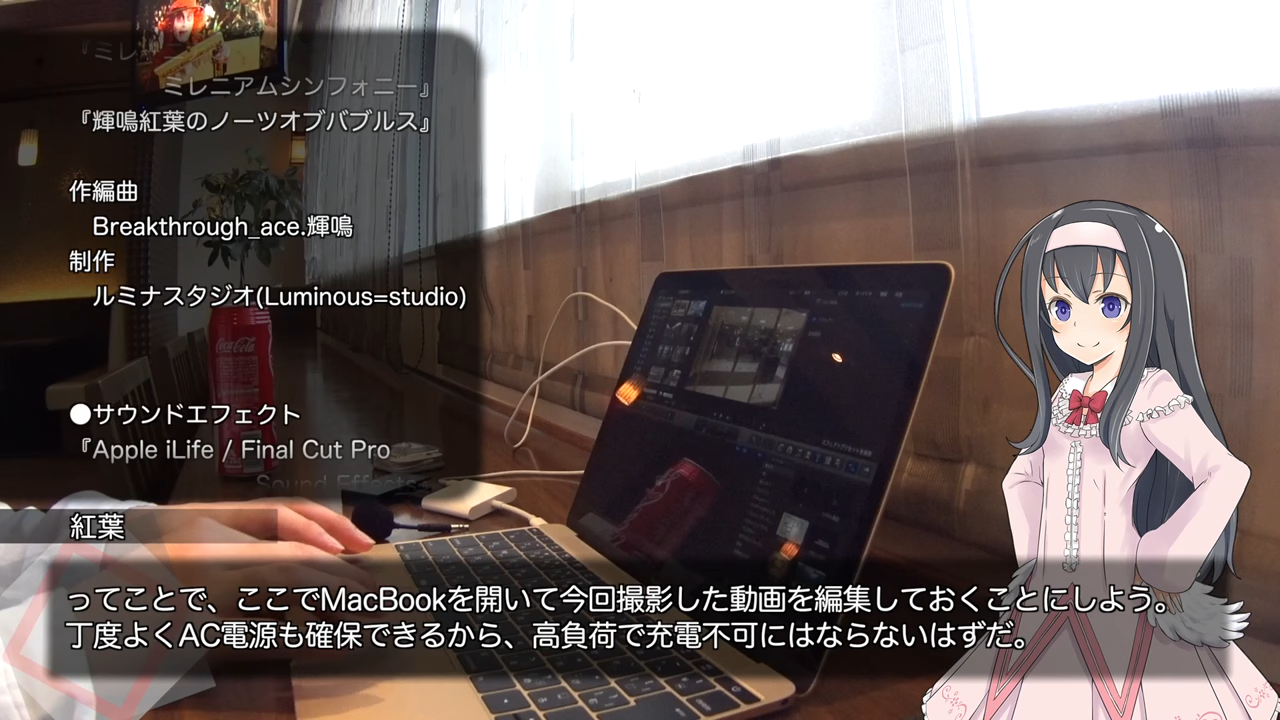 『ミレ
ミレニアムシンフォニー』
『輝鳴紅葉のノーツオブバブルス』
作編曲
Breakthrough_ace.輝鳴
制作
ルミナスタジオ(Luminous=studio)
●サウンドエフェクト
『Apple iLife / Final Cut Pro
Sound Effects
Coca-Cola
紅葉
ってことで、ここでMacBookを開いて今回撮影した動画を編集しておくことにしよう。
丁度よくAC電源も確保できるから、高負荷で充電不可にはならないはずだ。